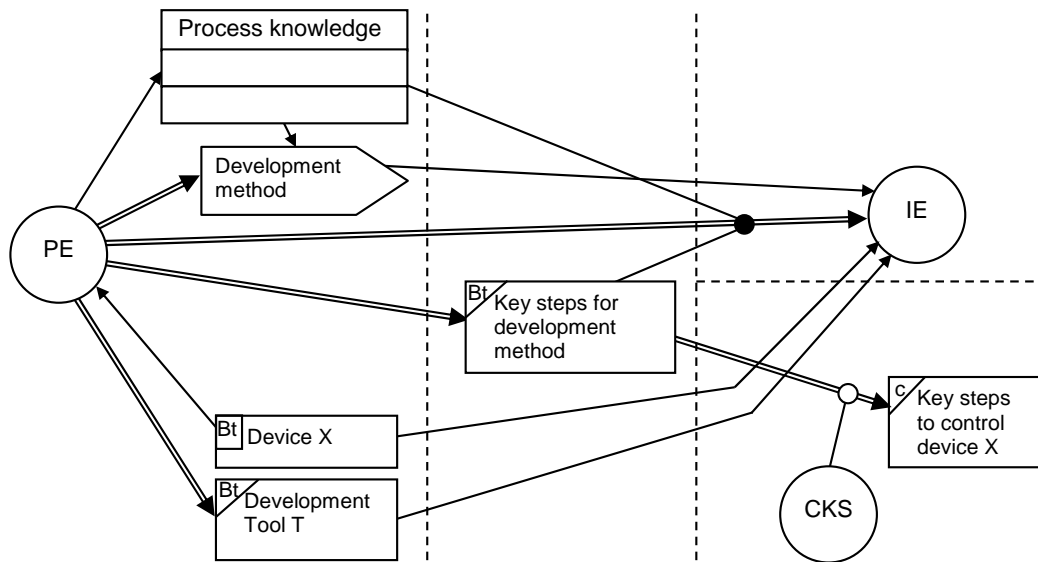 Process knowledge
Development
method
PE
IE
Bt
Key steps for
development
method
Bt
Device X
Bt
Development
Tool T
c
Key steps
to control
device X
CKS